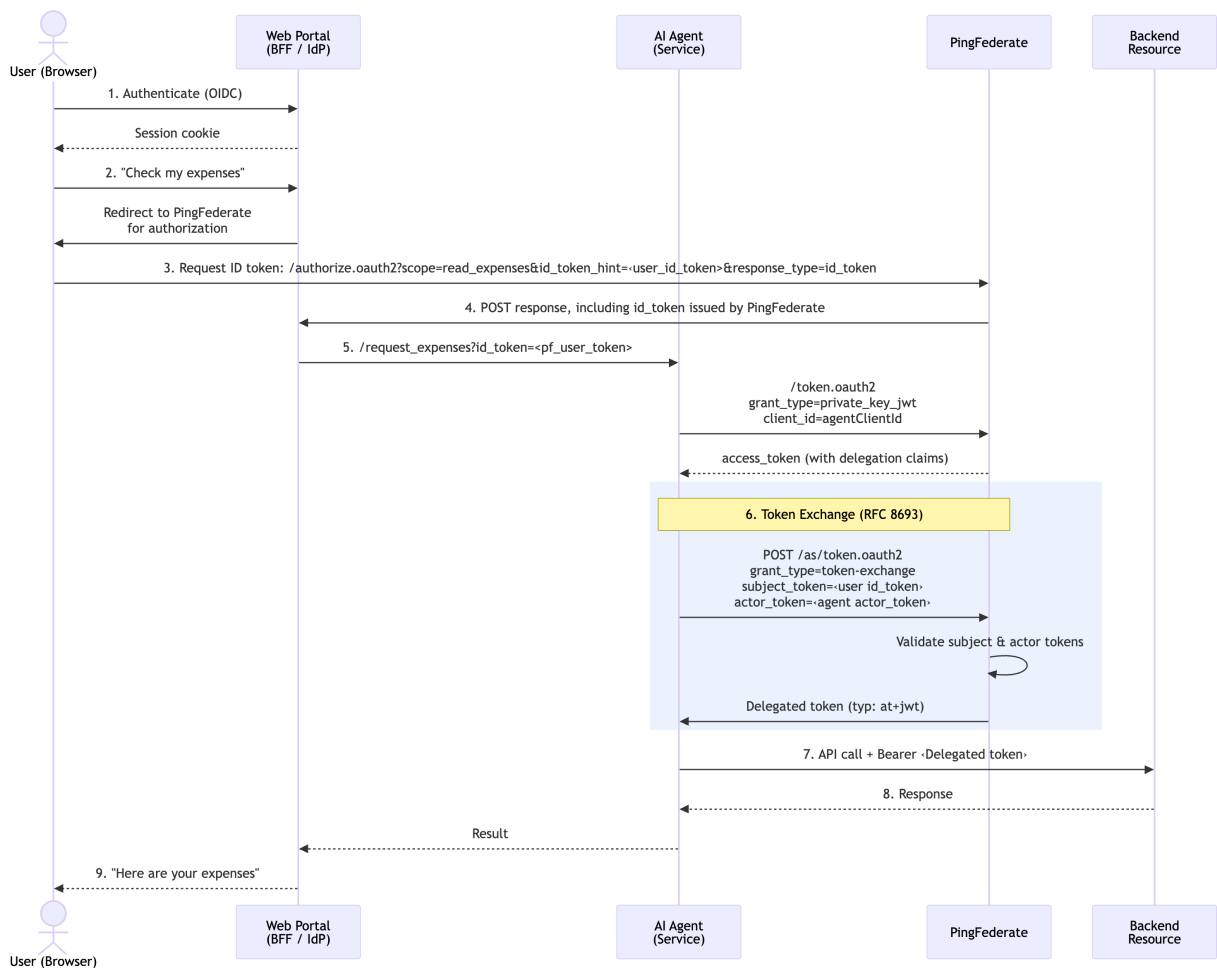 User (Browser)
Web Portal
(BFF / IdP)
AI Agent
(Service)
PingFederate
Backend
Resource
1. Authenticate (OIDC)
Session cookie
2. "Check my expenses"
Redirect to PingFederate
for authorization
3. Request ID token: /authorize.oauth2?scope=read_expenses&id_token_hint=‹user_id_token>&response_type=id_token
4. POST response, including id_token issued by PingFederate
5. /request_expenses?id_token=<pf_user_token>
/token.oauth2
grant_type=private_key_jwt
client_id=agentClientId
access_token (with delegation claims)
6. Token Exchange (RFC 8693)
POST /as/token.oauth2
grant_type=token-exchange
subject_token=‹user id_token›
actor_token=‹agent actor_token›
Validate subject & actor tokens
Delegated token (typ: at+jwt)
7. API call + Bearer ‹Delegated token›
8. Response
Result
9. "Here are your expenses"
User (Browser)
Web Portal
(BFF / IdP)
AI Agent
(Service)
PingFederate
Backend
Resource